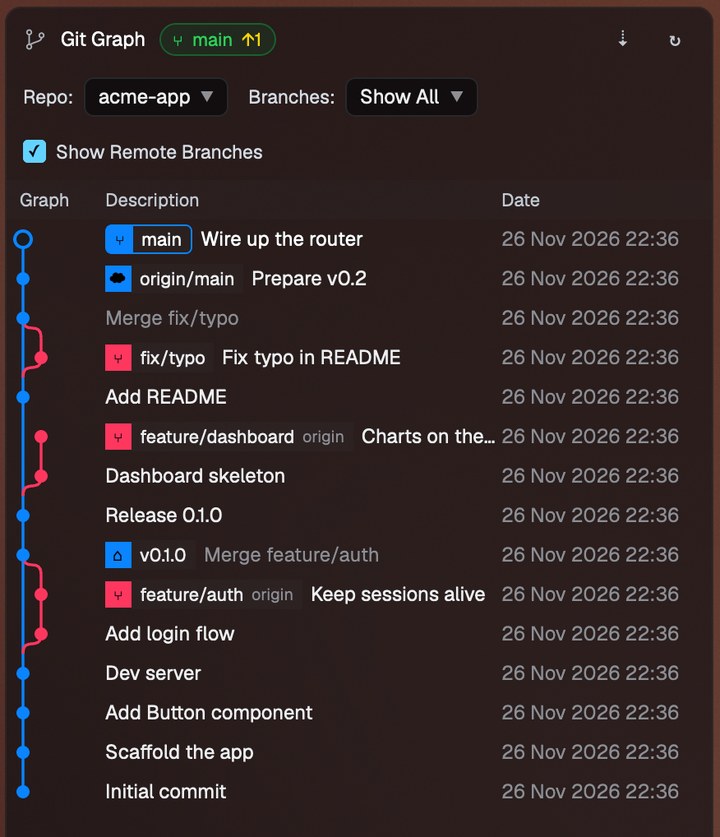 Git Graph main ↑1
Repo: acme-app Branches: Show All
Show Remote Branches
Graph Description Date
main Wire up the router 26 Nov 2026 22:36
origin/main Prepare v0.2 26 Nov 2026 22:36
Merge fix/typo 26 Nov 2026 22:36
fix/typo Fix typo in README 26 Nov 2026 22:36
Add README 26 Nov 2026 22:36
feature/dashboard origin Charts on the... 26 Nov 2026 22:36
Dashboard skeleton 26 Nov 2026 22:36
Release 0.1.0 26 Nov 2026 22:36
v0.1.0 Merge feature/auth 26 Nov 2026 22:36
feature/auth origin Keep sessions alive 26 Nov 2026 22:36
Add login flow 26 Nov 2026 22:36
Dev server 26 Nov 2026 22:36
Add Button component 26 Nov 2026 22:36
Scaffold the app 26 Nov 2026 22:36
Initial commit 26 Nov 2026 22:36